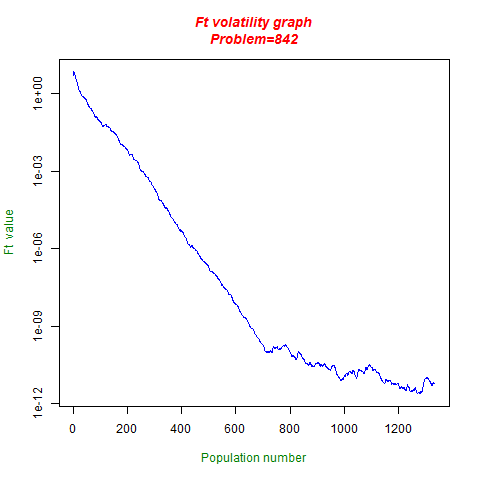 Ft volatility graph
Problem=842
1e+00
1e-03
1e-06
1e-09
1e-12
Ft value
0 200 400 600 800 1000 1200
Population number